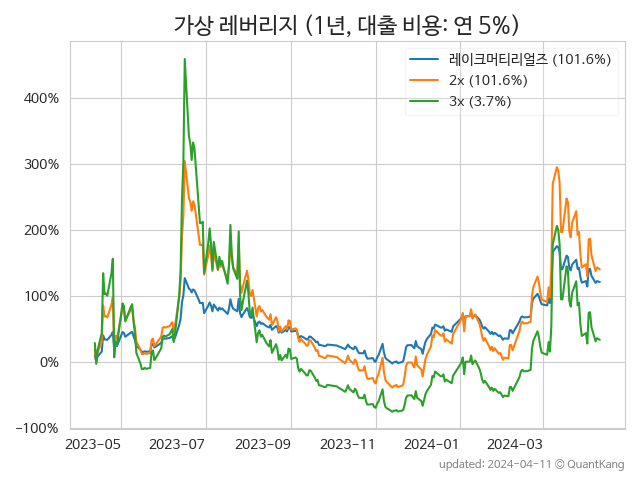 가상 레버리지 (1년, 대출 비용: 연 5%)
레이크머티리얼즈 (101.6%)
2x (101.6%)
3x (3.7%)
400%
300%
200%
100%
0%
−100%
2023-05 2023-07 2023-09 2023-11 2024-01 2024-03
updated: 2024-04-11 © QuantKang